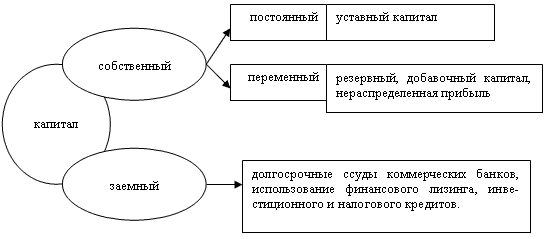 постоянный уставный капитал
собственный
переменный резервный, добавочный капитал,
нераспределенная прибыль
капитал
заемный
долгосрочные ссуды коммерческих банков,
использование финансового лизинга, инве-
стиционного и налогового кредитов.